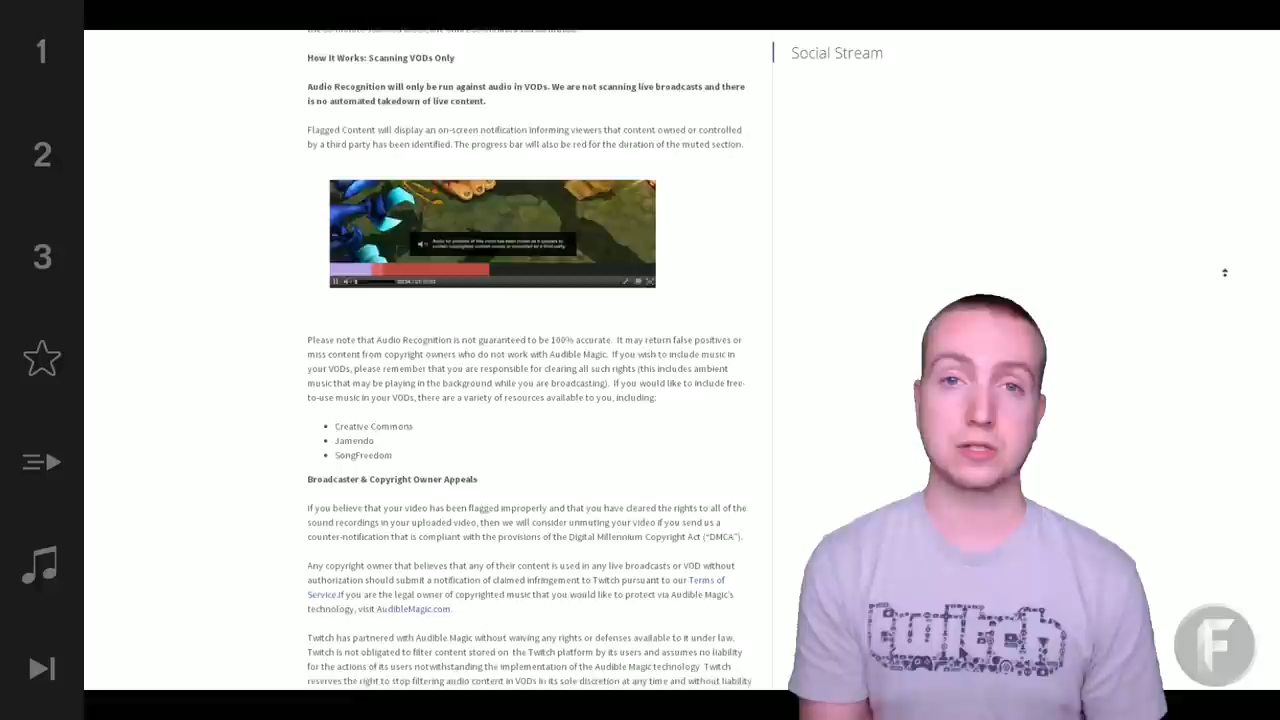 How It Works: Scanning VODs Only
Social Stream
1
2
3
Audio Recognition will only be run against audio in VODs. We are not scanning live broadcasts and there
is no automated takedown of live content.
Flagged Content will display an on-screen notification informing viewers that content owned or controlled
by a third party has been identified. The progress bar will also be red for the duration of the muted section.
Please note that Audio Recognition is not guaranteed to be 100% accurate. It may return false positives or
miss content from copyright owners who do not work with Audible Magic. If you wish to include music in
your VODs, please remember that you are responsible for clearing all such rights (this includes ambient
music that may be playing in the background while you are broadcasting). If you would like to include free-
to-use music in your VODs, there are a variety of resources available to you, including:
Creative Commons
Jamendo
SongFreedom
Broadcaster & Copyright Owner Appeals
If you believe that your video has been flagged improperly and that you have cleared the rights to all of the
sound recordings in your uploaded video, then we will consider unmuting your video if you send us a
counter-notification that is compliant with the provisions of the Digital Millennium Copyright Act (“DMCA”).
Any copyright owner that believes that any of their content is used in any live broadcasts or VOD without
authorization should submit a notification of claimed infringement to Twitch pursuant to our Terms of
Service.If you are the legal owner of copyrighted music that you would like to protect via Audible Magic's
technology, visit AudibleMagic.com.
Twitch has partnered with Audible Magic without waiving any rights or defenses available to it under law.
Twitch is not obligated to filter content stored on the Twitch platform by its users and assumes no liability
for the actions of its users notwithstanding the implementation of the Audible Magic technology Twitch
reserves the right to stop filtering audio content in VODs in its sole discretion at any time and without liability
twitch
F